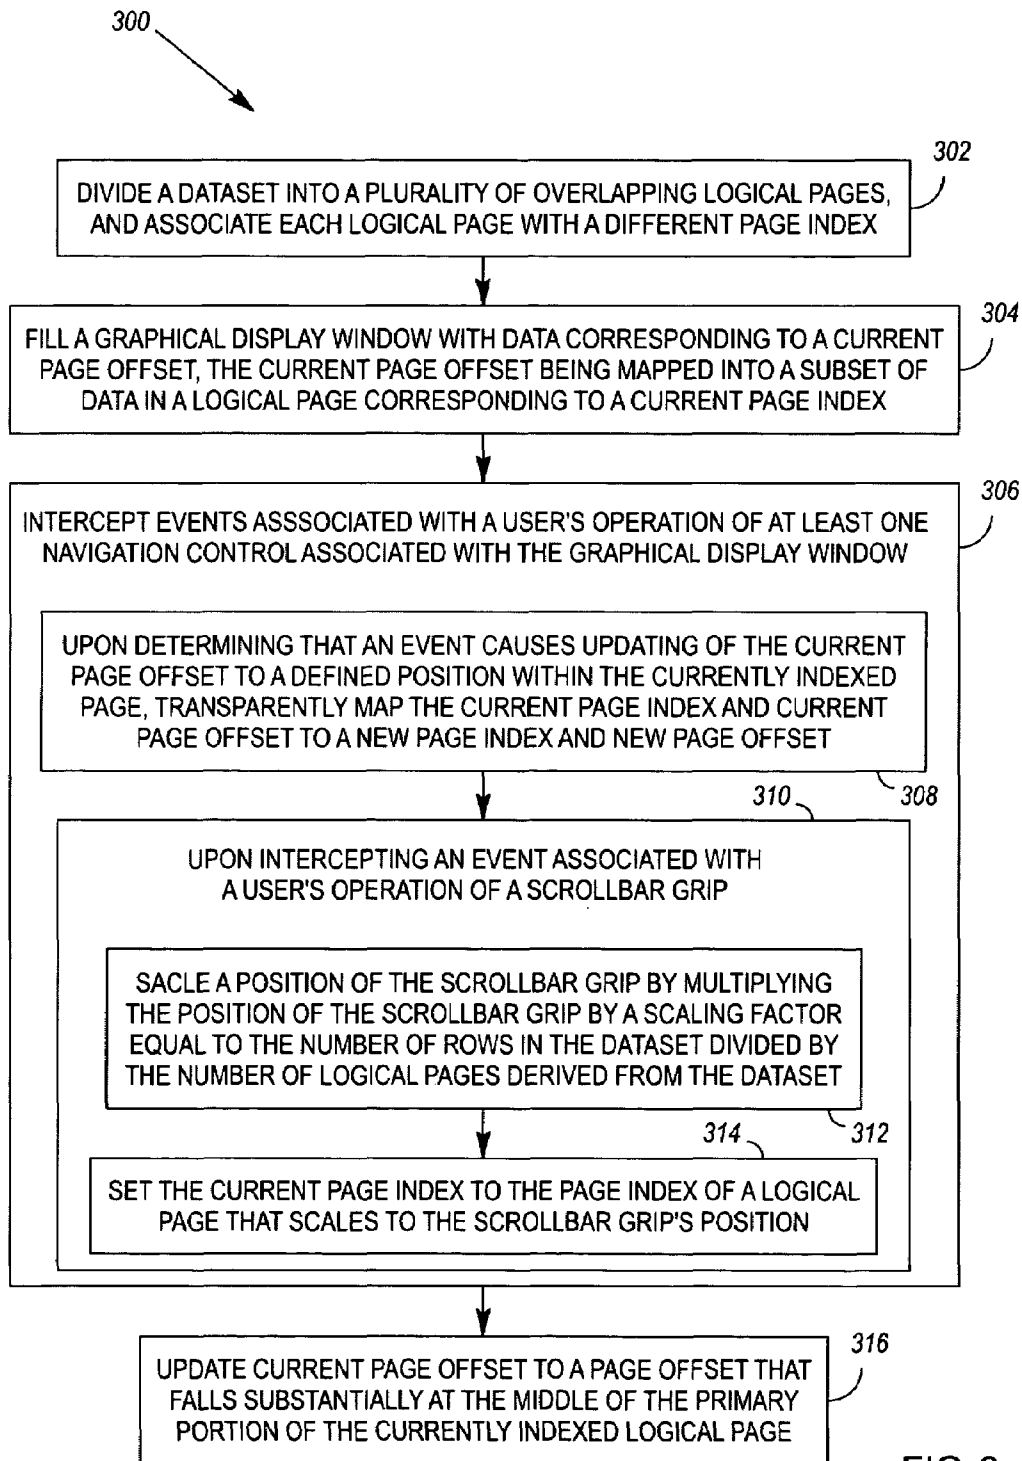 300
302
DIVIDE A DATASET INTO A PLURALITY OF OVERLAPPING LOGICAL PAGES,
AND ASSOCIATE EACH LOGICAL PAGE WITH A DIFFERENT PAGE INDEX
304
FILL A GRAPHICAL DISPLAY WINDOW WITH DATA CORRESPONDING TO A CURRENT
PAGE OFFSET, THE CURRENT PAGE OFFSET BEING MAPPED INTO A SUBSET OF
DATA IN A LOGICAL PAGE CORRESPONDING TO A CURRENT PAGE INDEX
306
INTERCEPT EVENTS ASSSOCIATED WITH A USER'S OPERATION OF AT LEAST ONE
NAVIGATION CONTROL ASSOCIATED WITH THE GRAPHICAL DISPLAY WINDOW
UPON DETERMINING THAT AN EVENT CAUSES UPDATING OF THE CURRENT
PAGE OFFSET TO A DEFINED POSITION WITHIN THE CURRENTLY INDEXED
PAGE, TRANSPARENTLY MAP THE CURRENT PAGE INDEX AND CURRENT
PAGE OFFSET TO A NEW PAGE INDEX AND NEW PAGE OFFSET
308
310
UPON INTERCEPTING AN EVENT ASSOCIATED WITH
A USER'S OPERATION OF A SCROLLBAR GRIP
SACLE A POSITION OF THE SCROLLBAR GRIP BY MULTIPLYING
THE POSITION OF THE SCROLLBAR GRIP BY A SCALING FACTOR
EQUAL TO THE NUMBER OF ROWS IN THE DATASET DIVIDED BY
THE NUMBER OF LOGICAL PAGES DERIVED FROM THE DATASET
312
314
SET THE CURRENT PAGE INDEX TO THE PAGE INDEX OF A LOGICAL
PAGE THAT SCALES TO THE SCROLLBAR GRIP'S POSITION
316
UPDATE CURRENT PAGE OFFSET TO A PAGE OFFSET THAT
FALLS SUBSTANTIALLY AT THE MIDDLE OF THE PRIMARY
PORTION OF THE CURRENTLY INDEXED LOGICAL PAGE